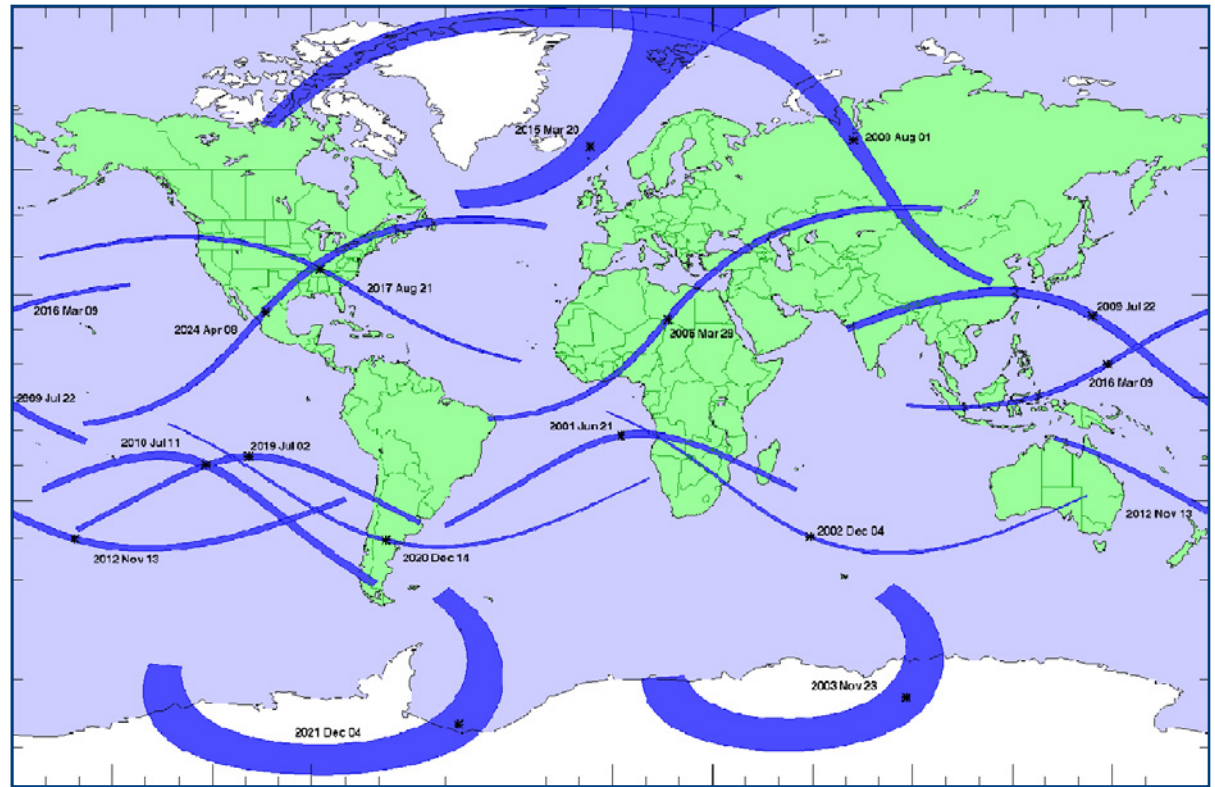 2015 Mar 20
2008 Aug 01
2017 Aug 21
2016 Mar 09
2024 Apr 08
2006 Mar 29
2009 Jul 22
2016 Mar 09
2009 Jul 22
2010 Jul 11
2019 Jul 02
2001 Jun 21
2012 Nov 13
2002 Dec 04
2012 Nov 13
2020 Dec 14
2003 Nov 23
2021 Dec 04